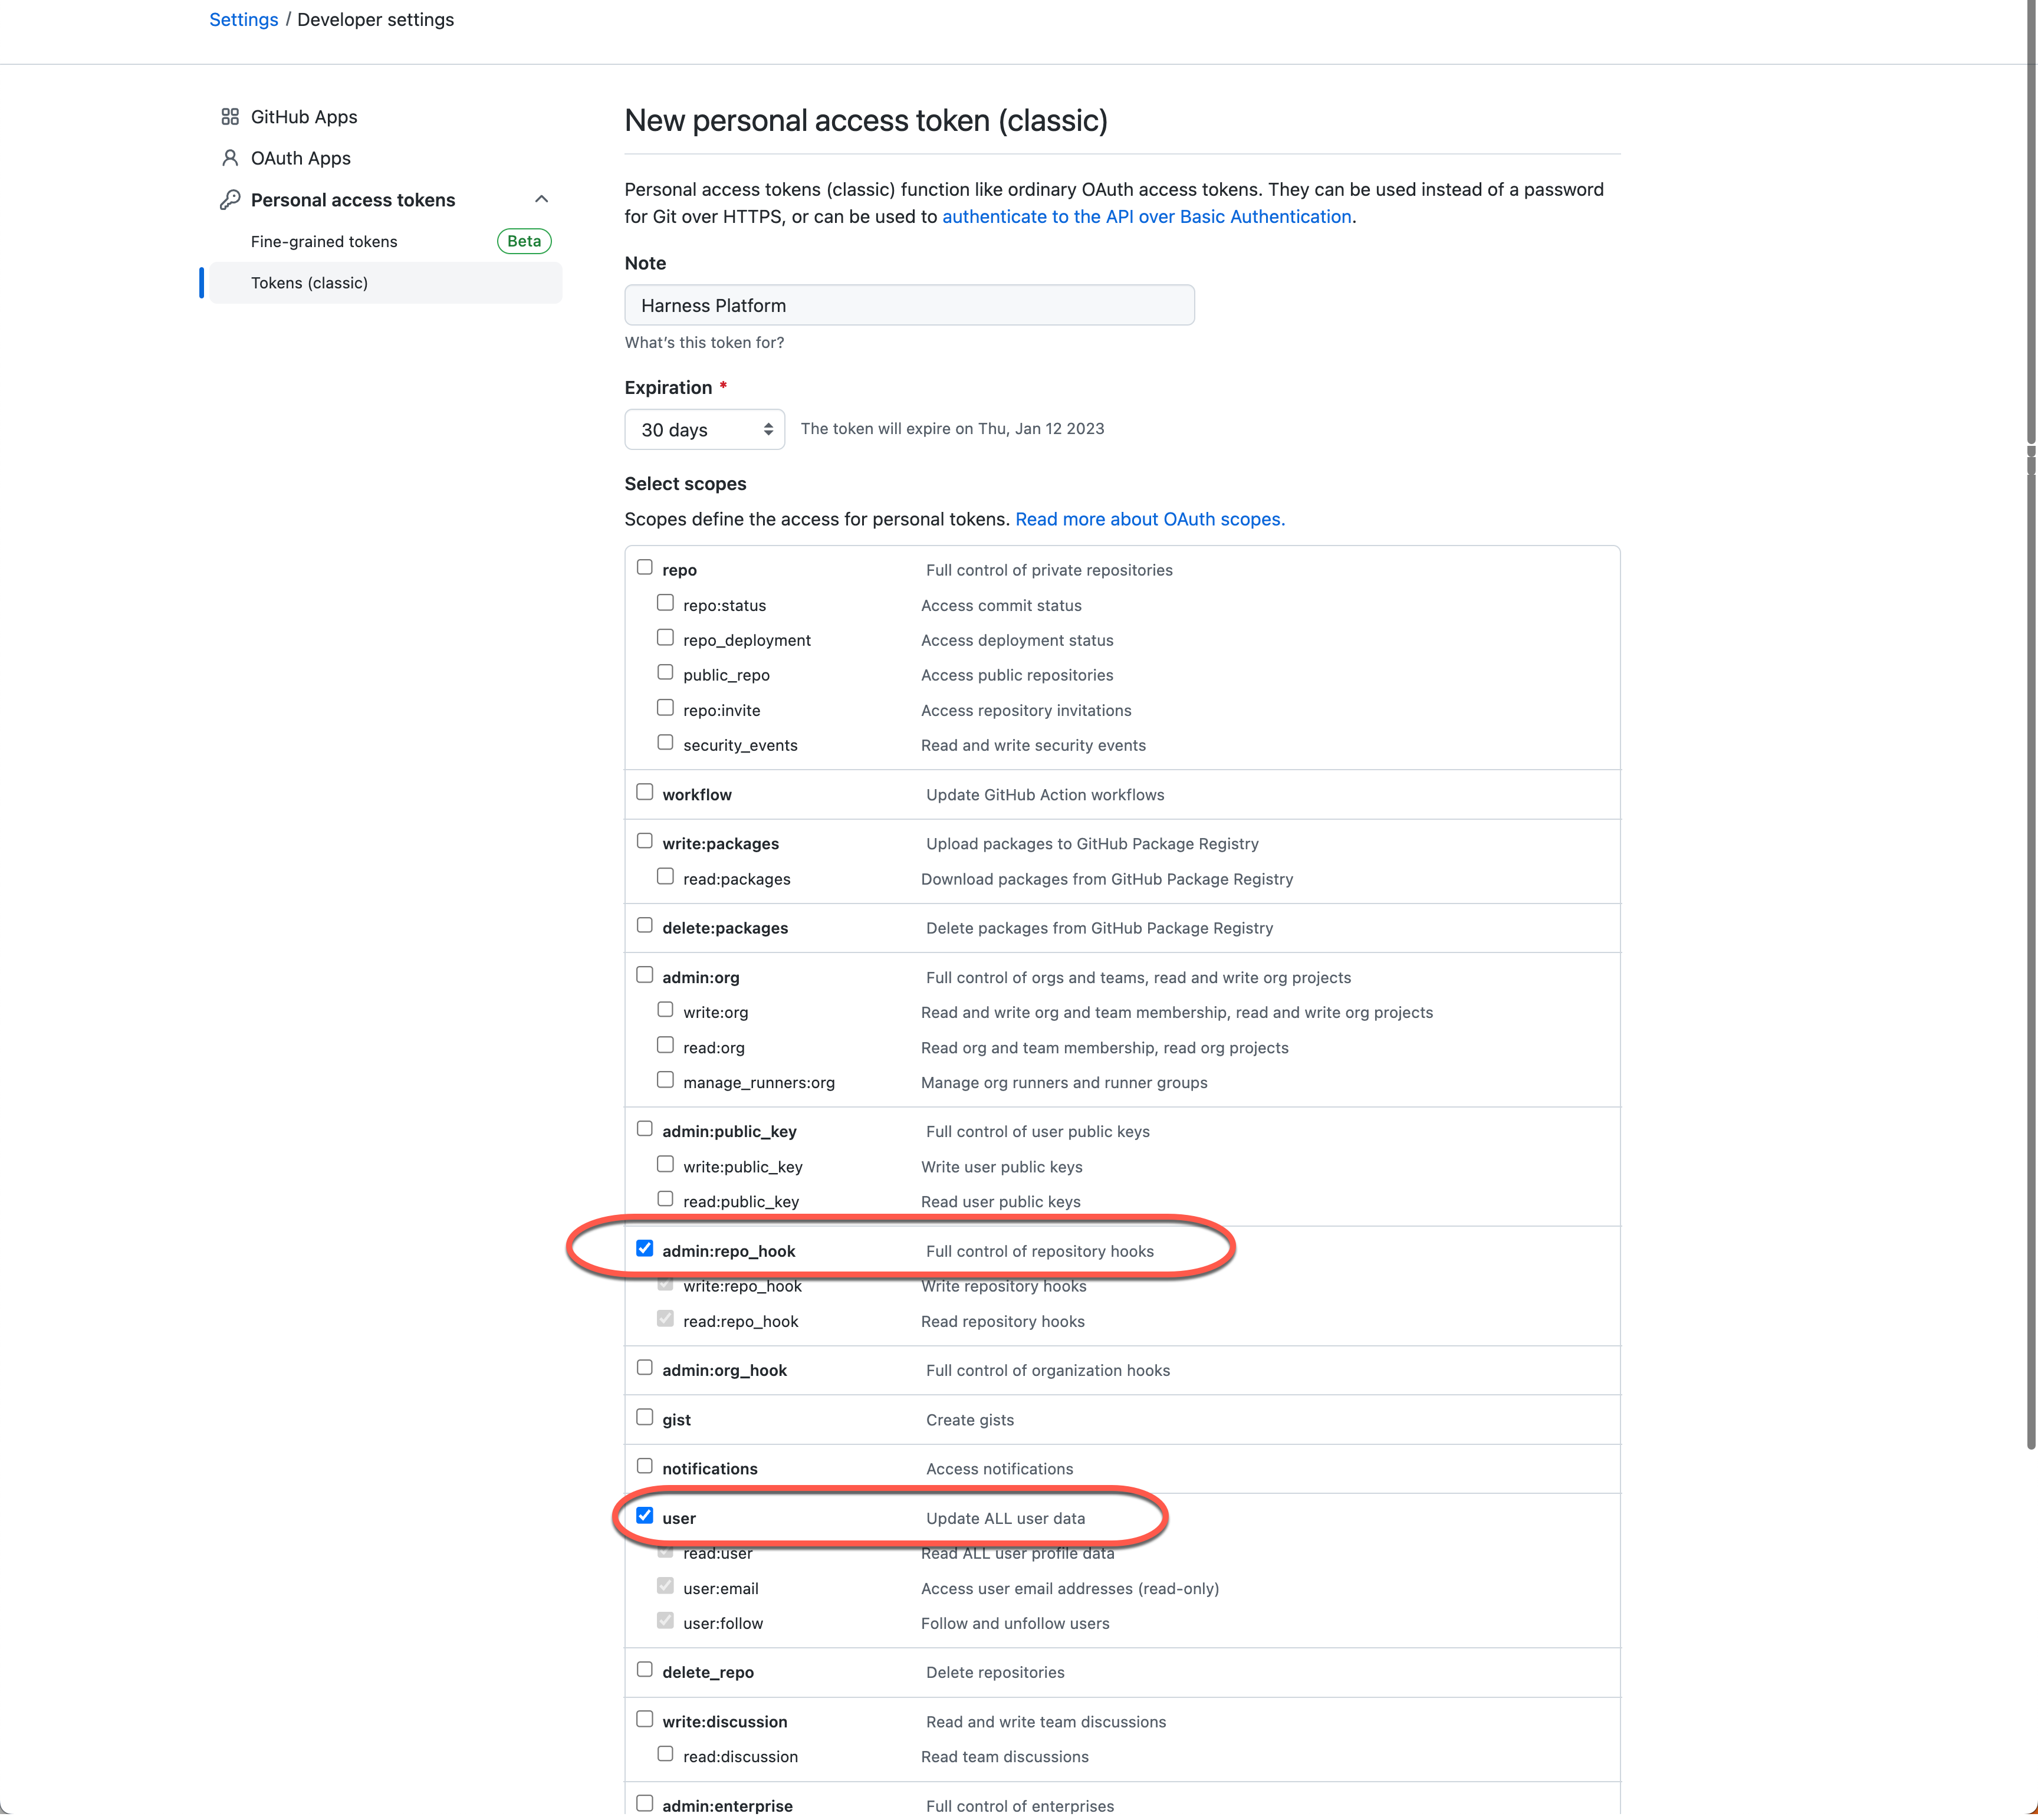 Settings / Developer settings
GitHub Apps
OAuth Apps
Personal access tokens
Fine-grained tokens Beta
Tokens (classic)
New personal access token (classic)
Personal access tokens (classic) function like ordinary OAuth access tokens. They can be used instead of a password
for Git over HTTPS, or can be used to authenticate to the API over Basic Authentication.
Note
Harness Platform
What's this token for?
Expiration *
30 days The token will expire on Thu, Jan 12 2023
Select scopes
Scopes define the access for personal tokens. Read more about OAuth scopes.
repo Full control of private repositories
repo:status Access commit status
repo_deployment Access deployment status
public_repo Access public repositories
repo:invite Access repository invitations
security_events Read and write security events
workflow Update GitHub Action workflows
write:packages Upload packages to GitHub Package Registry
read:packages Download packages from GitHub Package Registry
delete:packages Delete packages from GitHub Package Registry
admin:org Full control of orgs and teams, read and write org projects
write:org Read and write org and team membership, read and write org projects
read:org Read org and team membership, read org projects
manage_runners:org Manage org runners and runner groups
admin:public_key Full control of user public keys
write:public_key Write user public keys
read:public_key Read user public keys
admin:repo_hook Full control of repository hooks
write:repo_hook Write repository hooks
read:repo_hook Read repository hooks
admin:org_hook Full control of organization hooks
gist Create gists
notifications Access notifications
user Update ALL user data
read:user Read ALL user profile data
user:email Access user email addresses (read-only)
user:follow Follow and unfollow users
delete_repo Delete repositories
write:discussion Read and write team discussions
read:discussion Read team discussions
admin:enterprise Full control of enterprises